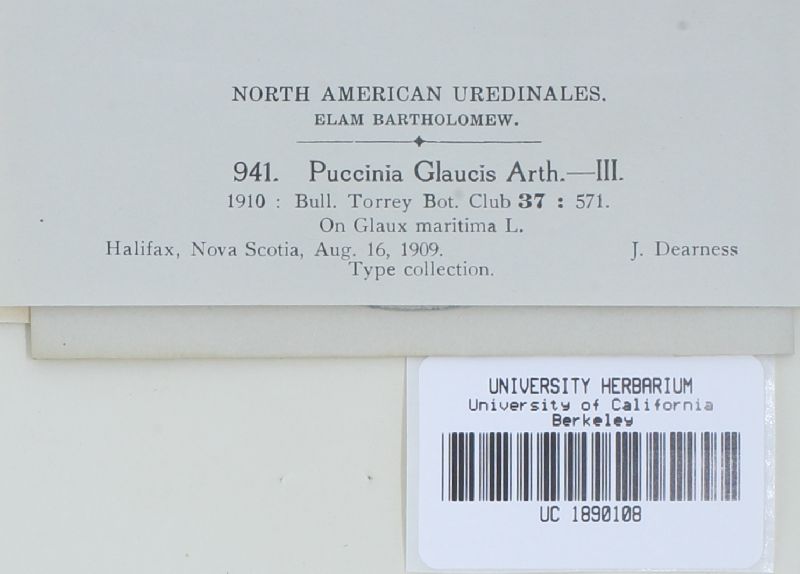 NORTH AMERICAN UREDINALES.
ELAM BARTHOLOMEW.
941. Puccinia Glaucis Arth.—III.
1910 : Bull. Torrey Bot. Club 37 : 571.
On Glaux maritima L.
Halifax, Nova Scotia, Aug. 16, 1909. J. Dearness
Type collection.
UNIVERSITY HERBARIUM
University of California
Berkeley
UC 1890108